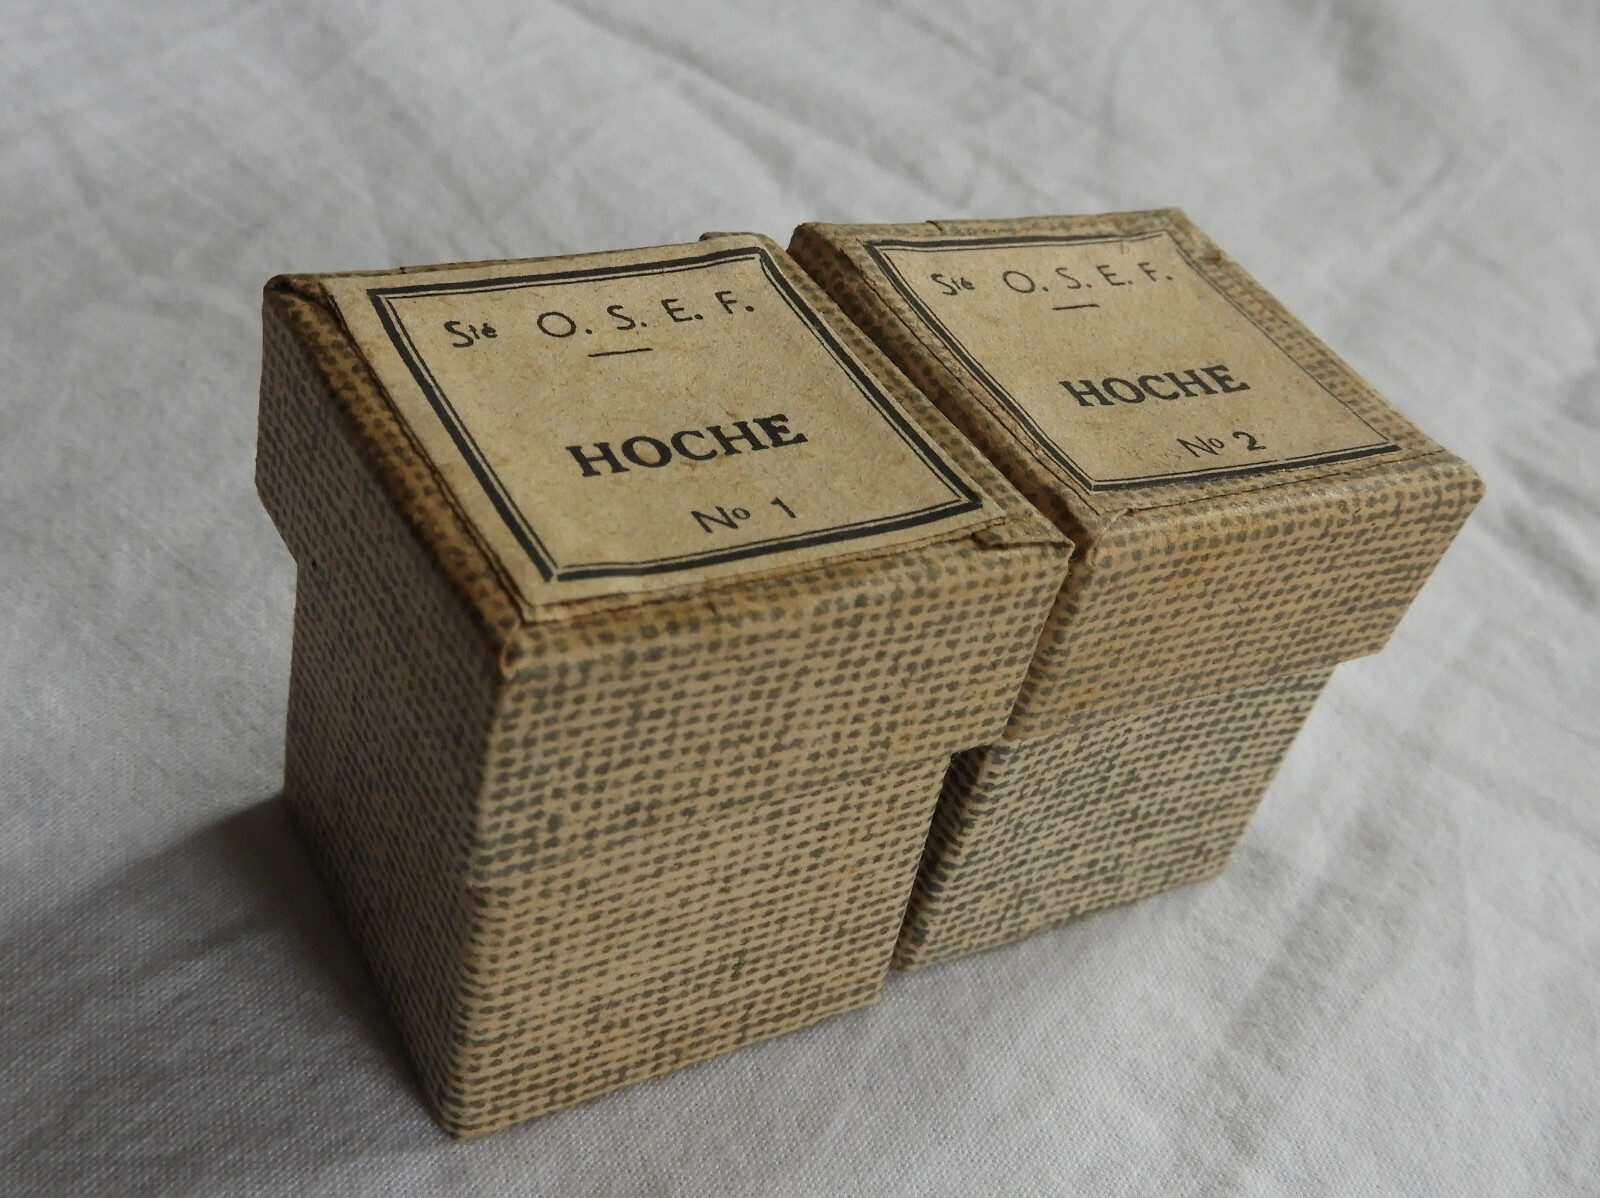 Sté O. S. E. F.
HOCHE
No 1
Sté O. S. E. F.
HOCHE
No 2